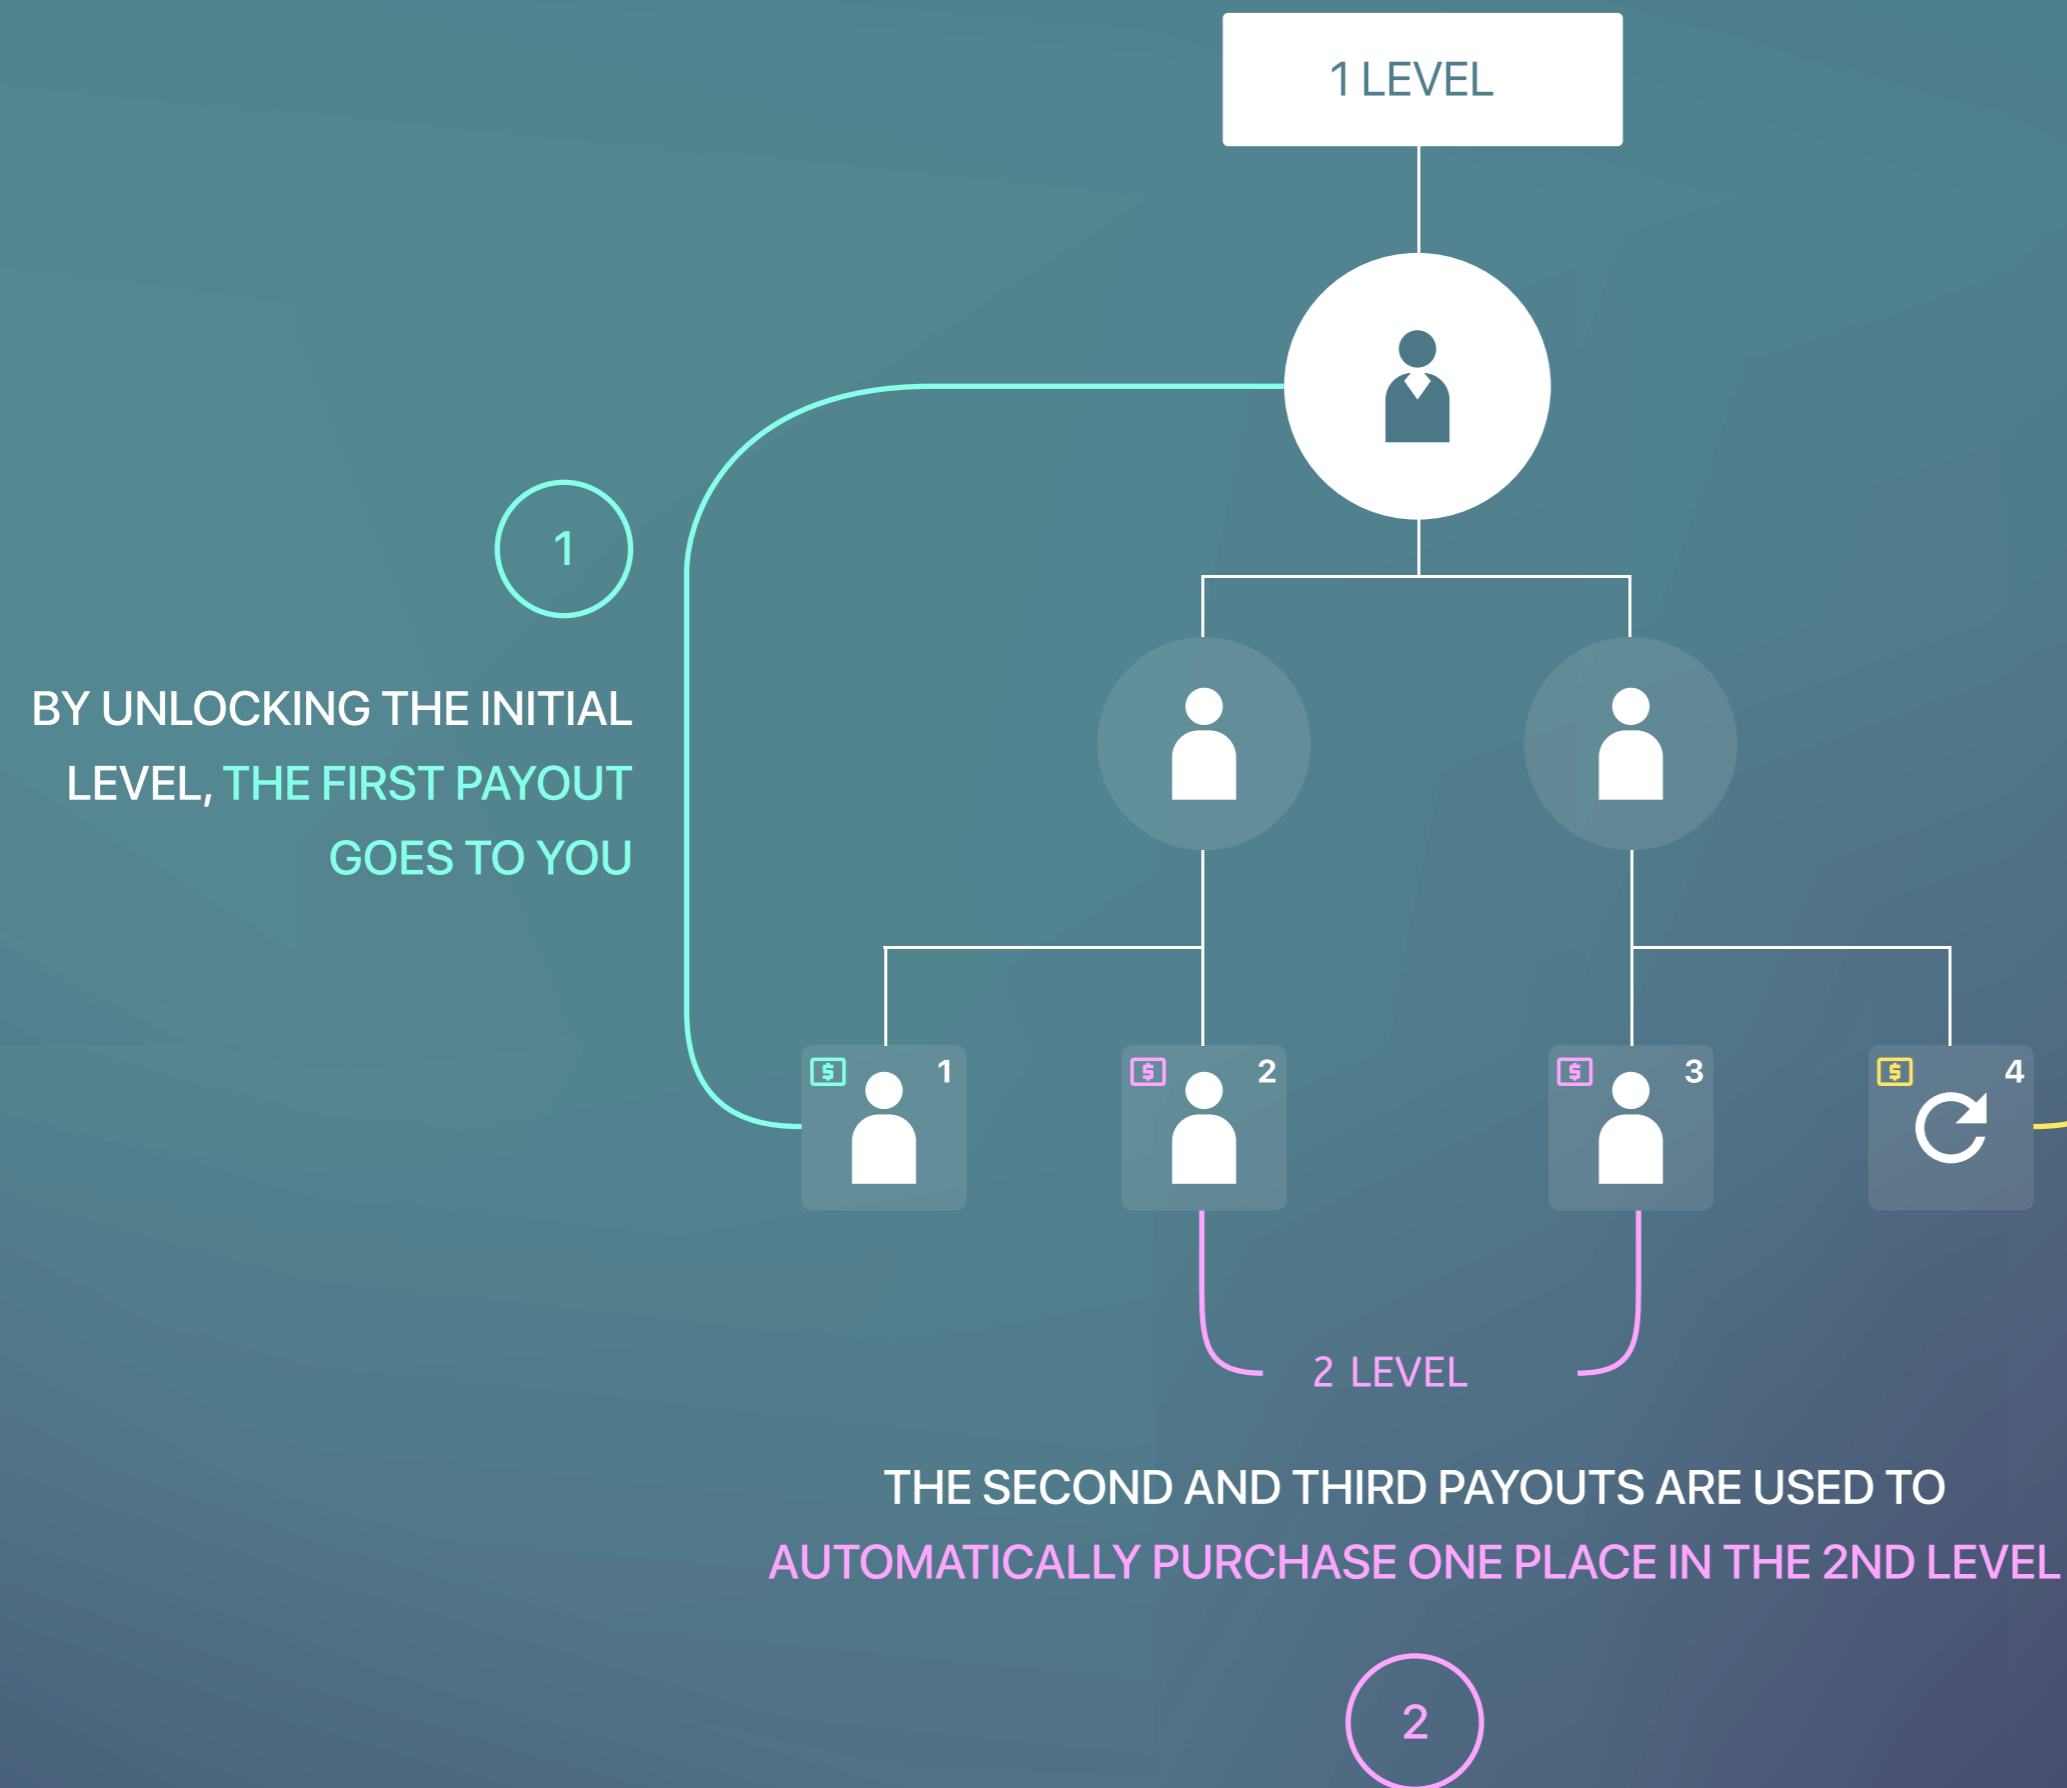 1 LEVEL
1
BY UNLOCKING THE INITIAL
LEVEL, THE FIRST PAYOUT
GOES TO YOU
$ 1
$ 2
$ 3
$ 4
2 LEVEL
THE SECOND AND THIRD PAYOUTS ARE USED TO
AUTOMATICALLY PURCHASE ONE PLACE IN THE 2ND LEVEL
2